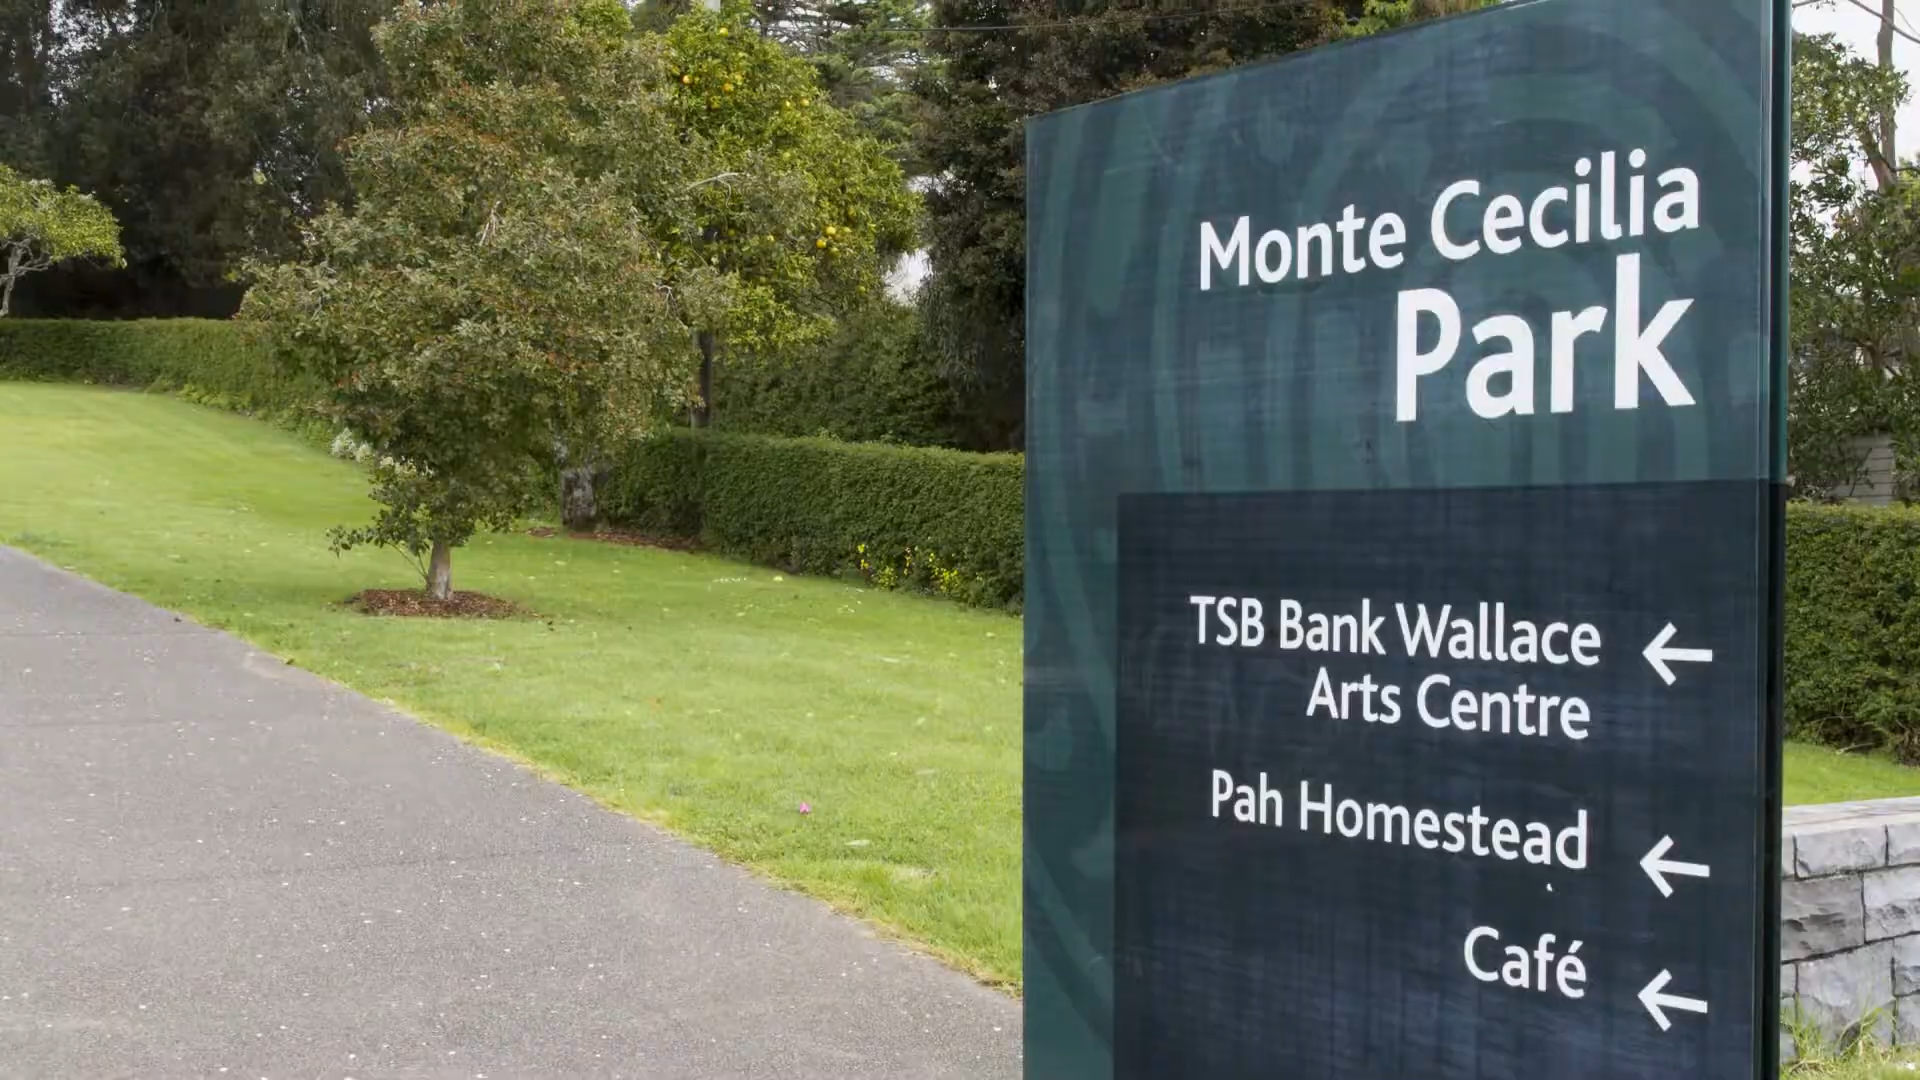 Monte Cecilia
Park
TSB Bank Wallace ←
Arts Centre
Pah Homestead ←
Café ←